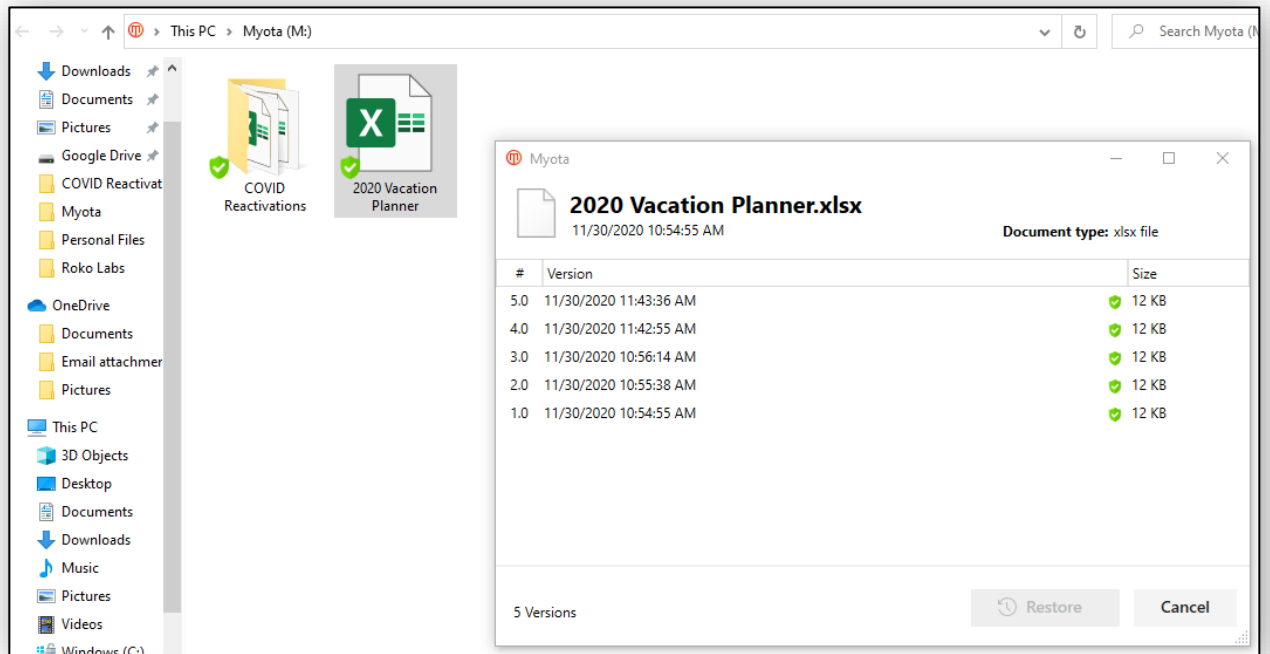 This PC > Myota (M:)
Search Myota (M
Downloads
Documents
Pictures
Google Drive
COVID Reactivat
Myota
Personal Files
Roko Labs
OneDrive
Documents
Email attachmer
Pictures
This PC
3D Objects
Desktop
Documents
Downloads
Music
Pictures
Videos
Windows (C:)
X
COVID
Reactivations
X
2020 Vacation
Planner
Myota
2020 Vacation Planner.xlsx
11/30/2020 10:54:55 AM
Document type: xlsx file
# Version Size
5.0 11/30/2020 11:43:36 AM 12 KB
4.0 11/30/2020 11:42:55 AM 12 KB
3.0 11/30/2020 10:56:14 AM 12 KB
2.0 11/30/2020 10:55:38 AM 12 KB
1.0 11/30/2020 10:54:55 AM 12 KB
5 Versions
Restore
Cancel